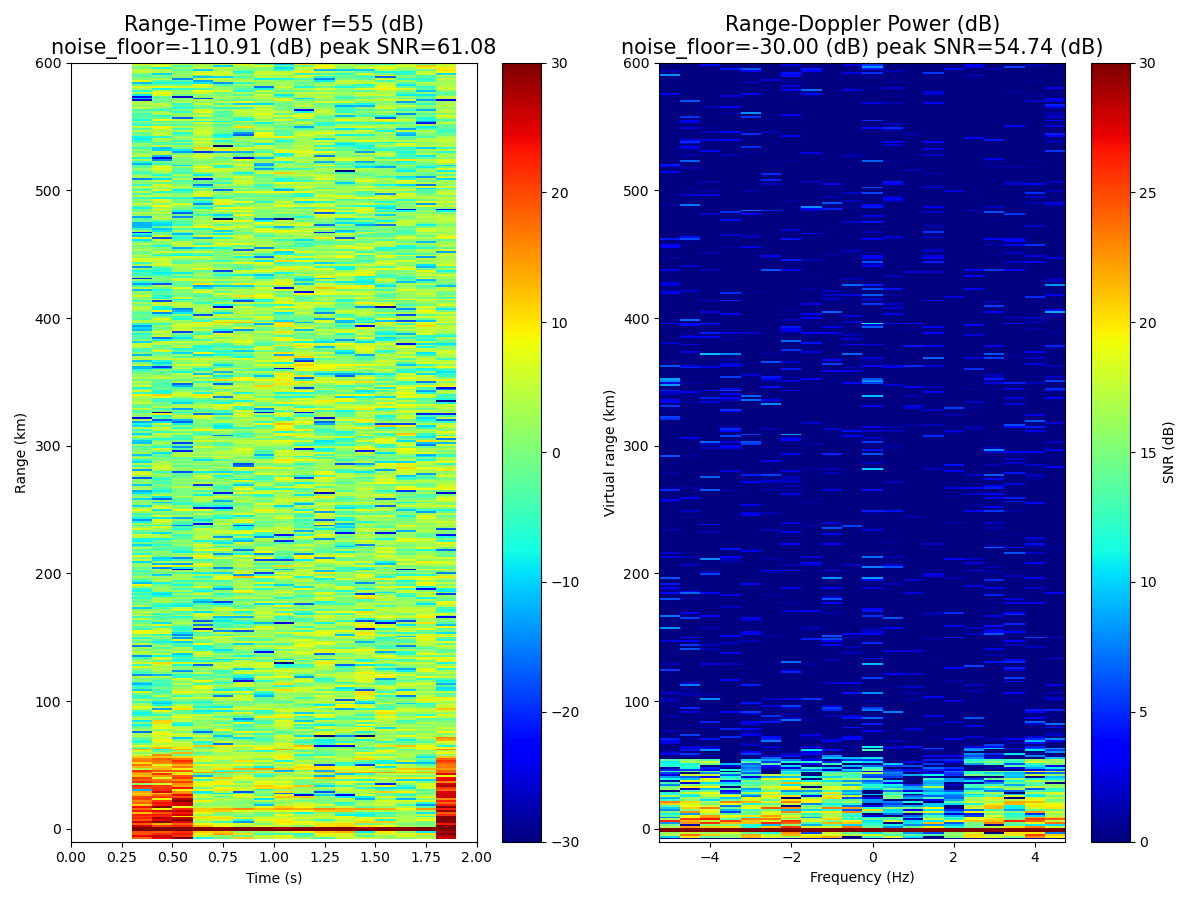 Range-Time Power f=55 (dB)
noise_floor=-110.91 (dB) peak SNR=61.08
600
500
400
300
200
100
0
Range (km)
0.00 0.25 0.50 0.75 1.00 1.25 1.50 1.75 2.00
Time (s)
30
20
10
0
−10
−20
−30
Range-Doppler Power (dB)
noise_floor=-30.00 (dB) peak SNR=54.74 (dB)
600
500
400
300
200
100
0
Virtual range (km)
−4 −2 0 2 4
Frequency (Hz)
30
25
20
15
10
5
0
SNR (dB)